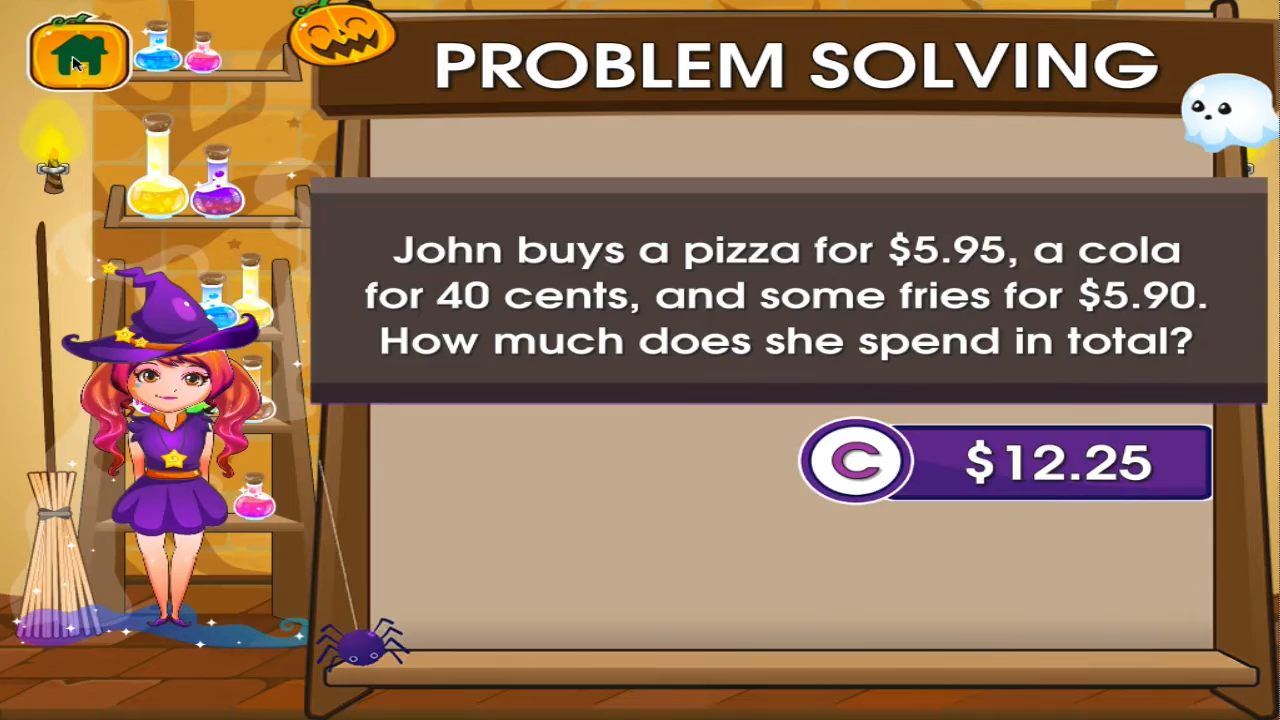 PROBLEM SOLVING
John buys a pizza for $5.95, a cola
for 40 cents, and some fries for $5.90.
How much does she spend in total?
C $12.25